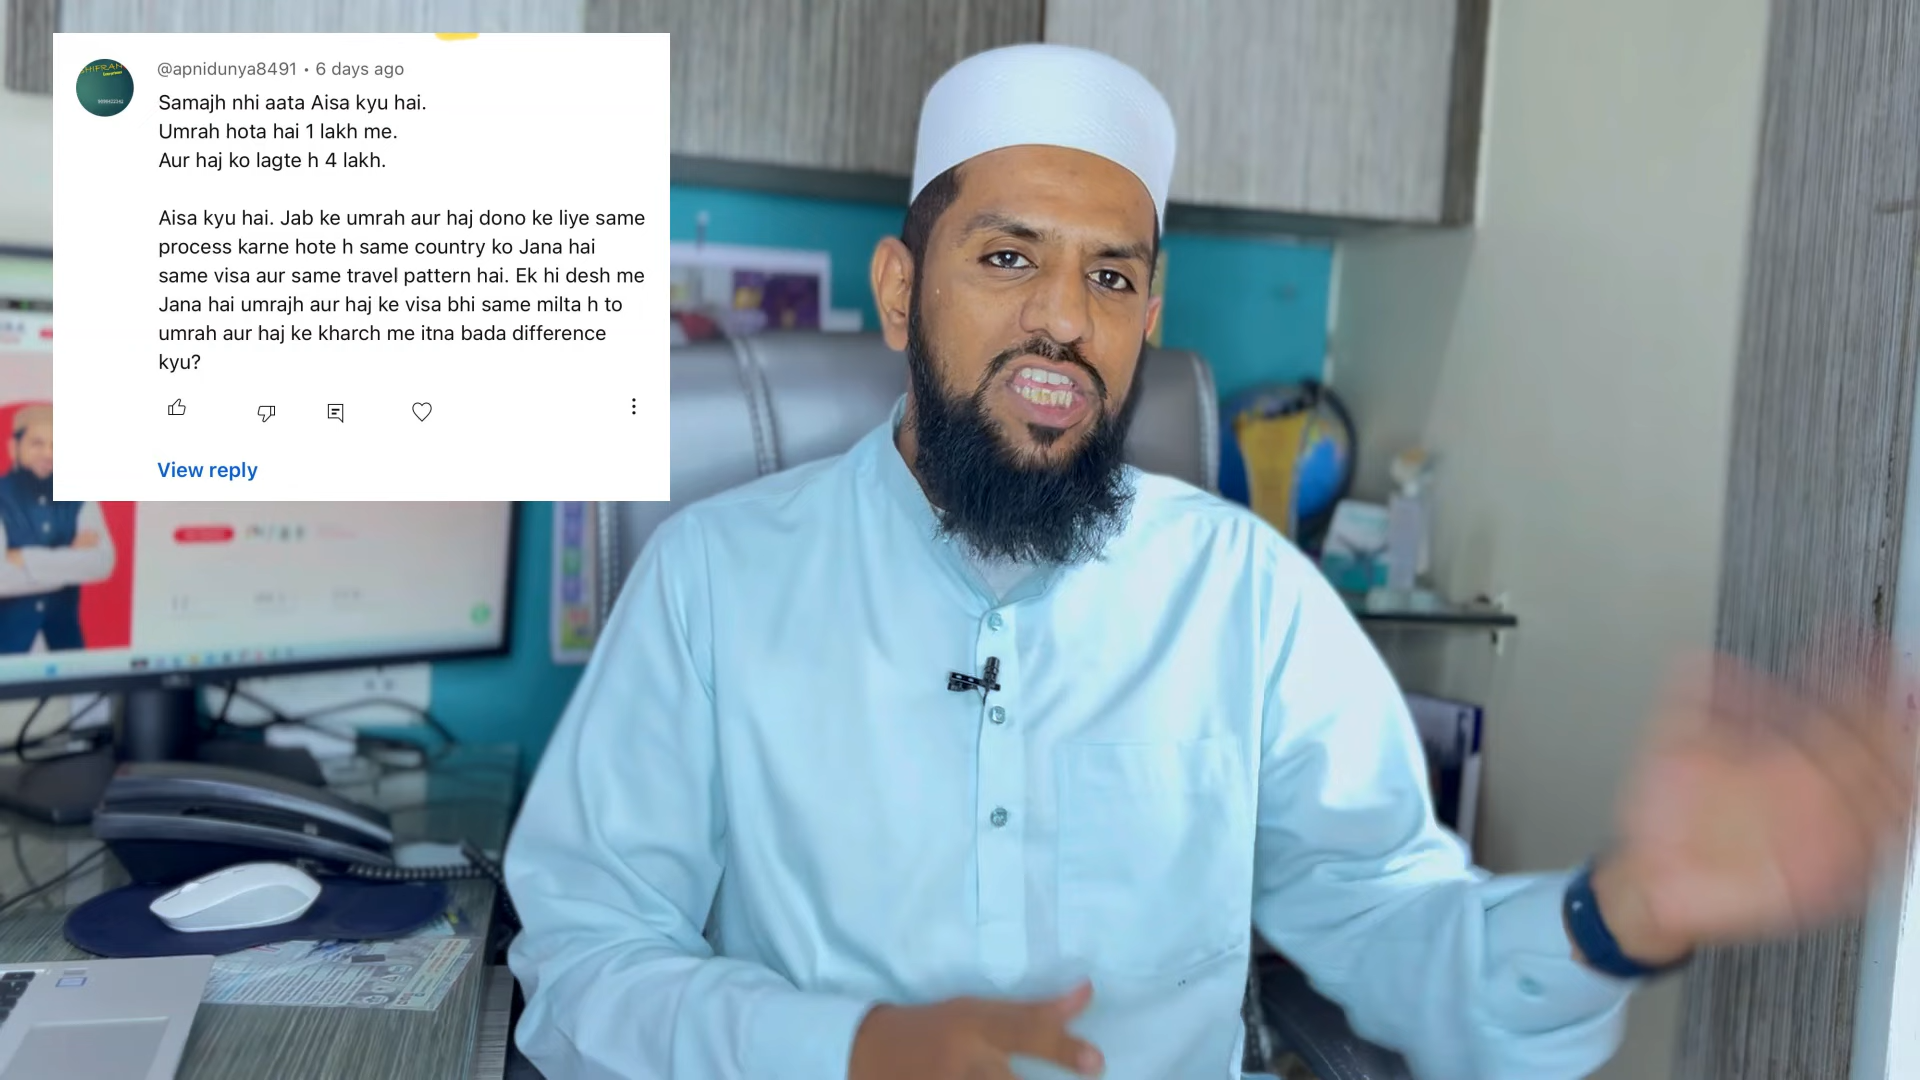 @apnidunya8491 • 6 days ago
Samajh nhi aata Aisa kyu hai.
Umrah hota hai 1 lakh me.
Aur haj ko lagte h 4 lakh.
Aisa kyu hai. Jab ke umrah aur haj dono ke liye same
process karne hote h same country ko Jana hai
same visa aur same travel pattern hai. Ek hi desh me
Jana hai umrajh aur haj ke visa bhi same milta h to
umrah aur haj ke kharch me itna bada difference
kyu?
View reply